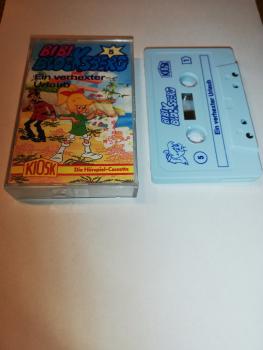 BIBI
BLOCKSBERG
5
Ein verhexter
Urlaub
KIOSK
Die Hörspiel-Cassette
BIBI
BLOCKSBERG
KIOSK
1
Ein verhexter Urlaub
5